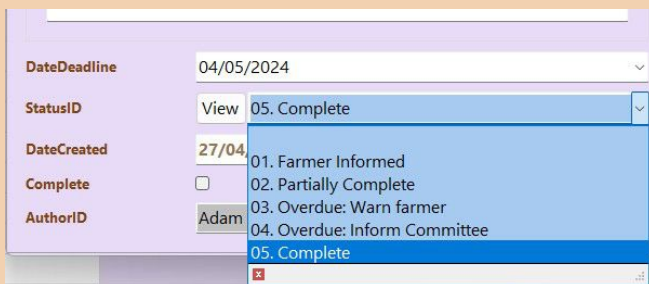 DateDeadline 04/05/2024
StatusID View 05. Complete
DateCreated 27/04
01. Farmer Informed
Complete 02. Partially Complete
03. Overdue: Warn farmer
AuthorID Adam 04. Overdue: Inform Committee
05. Complete